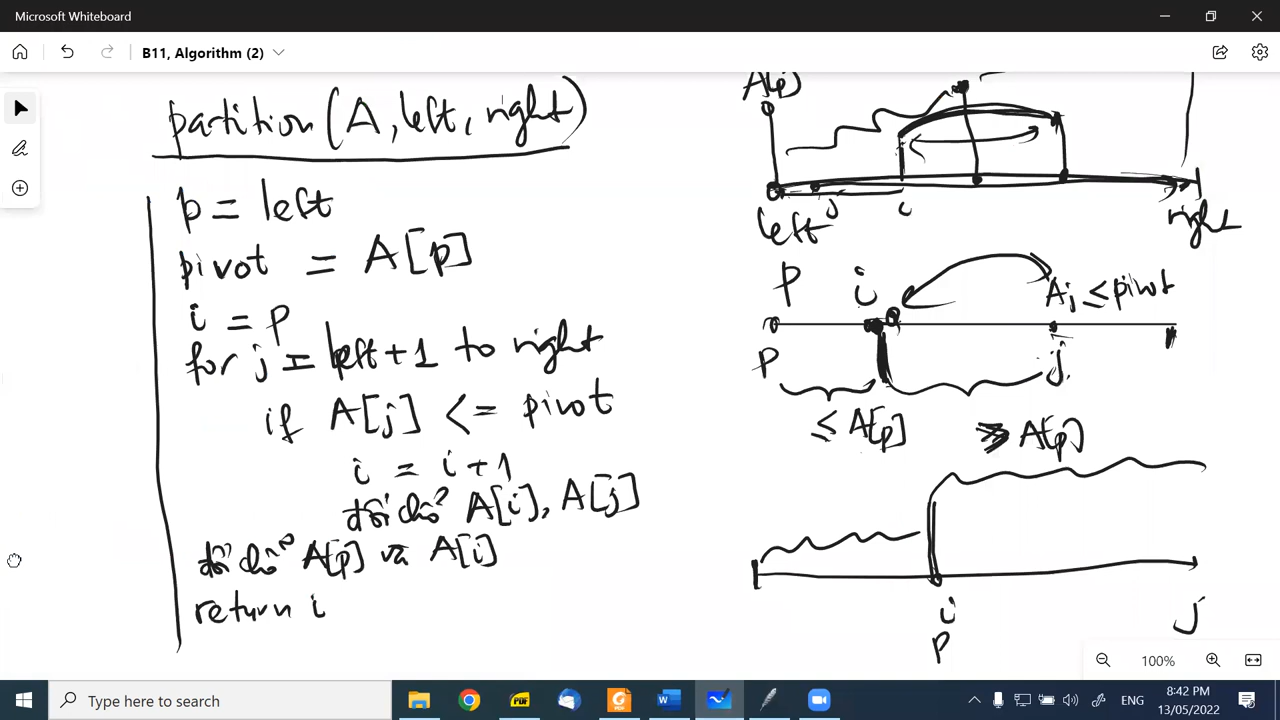 Microsoft Whiteboard
B11, Algorithm (2)
partition(A, left, right)
p = left
pivot = A[p]
i = p
for j = left+1 to right
if A[j] <= pivot
i = i+1
đổi chỗ A[i], A[j]
đổi chỗ A[p] và A[i]
return i
A[p]
left
j
i
right
p
i
Aj ≤ pivot
p
j
≤ A[p]
> A[p]
i
p
j
100%
Type here to search
PDF
ENG
8:42 PM
13/05/2022